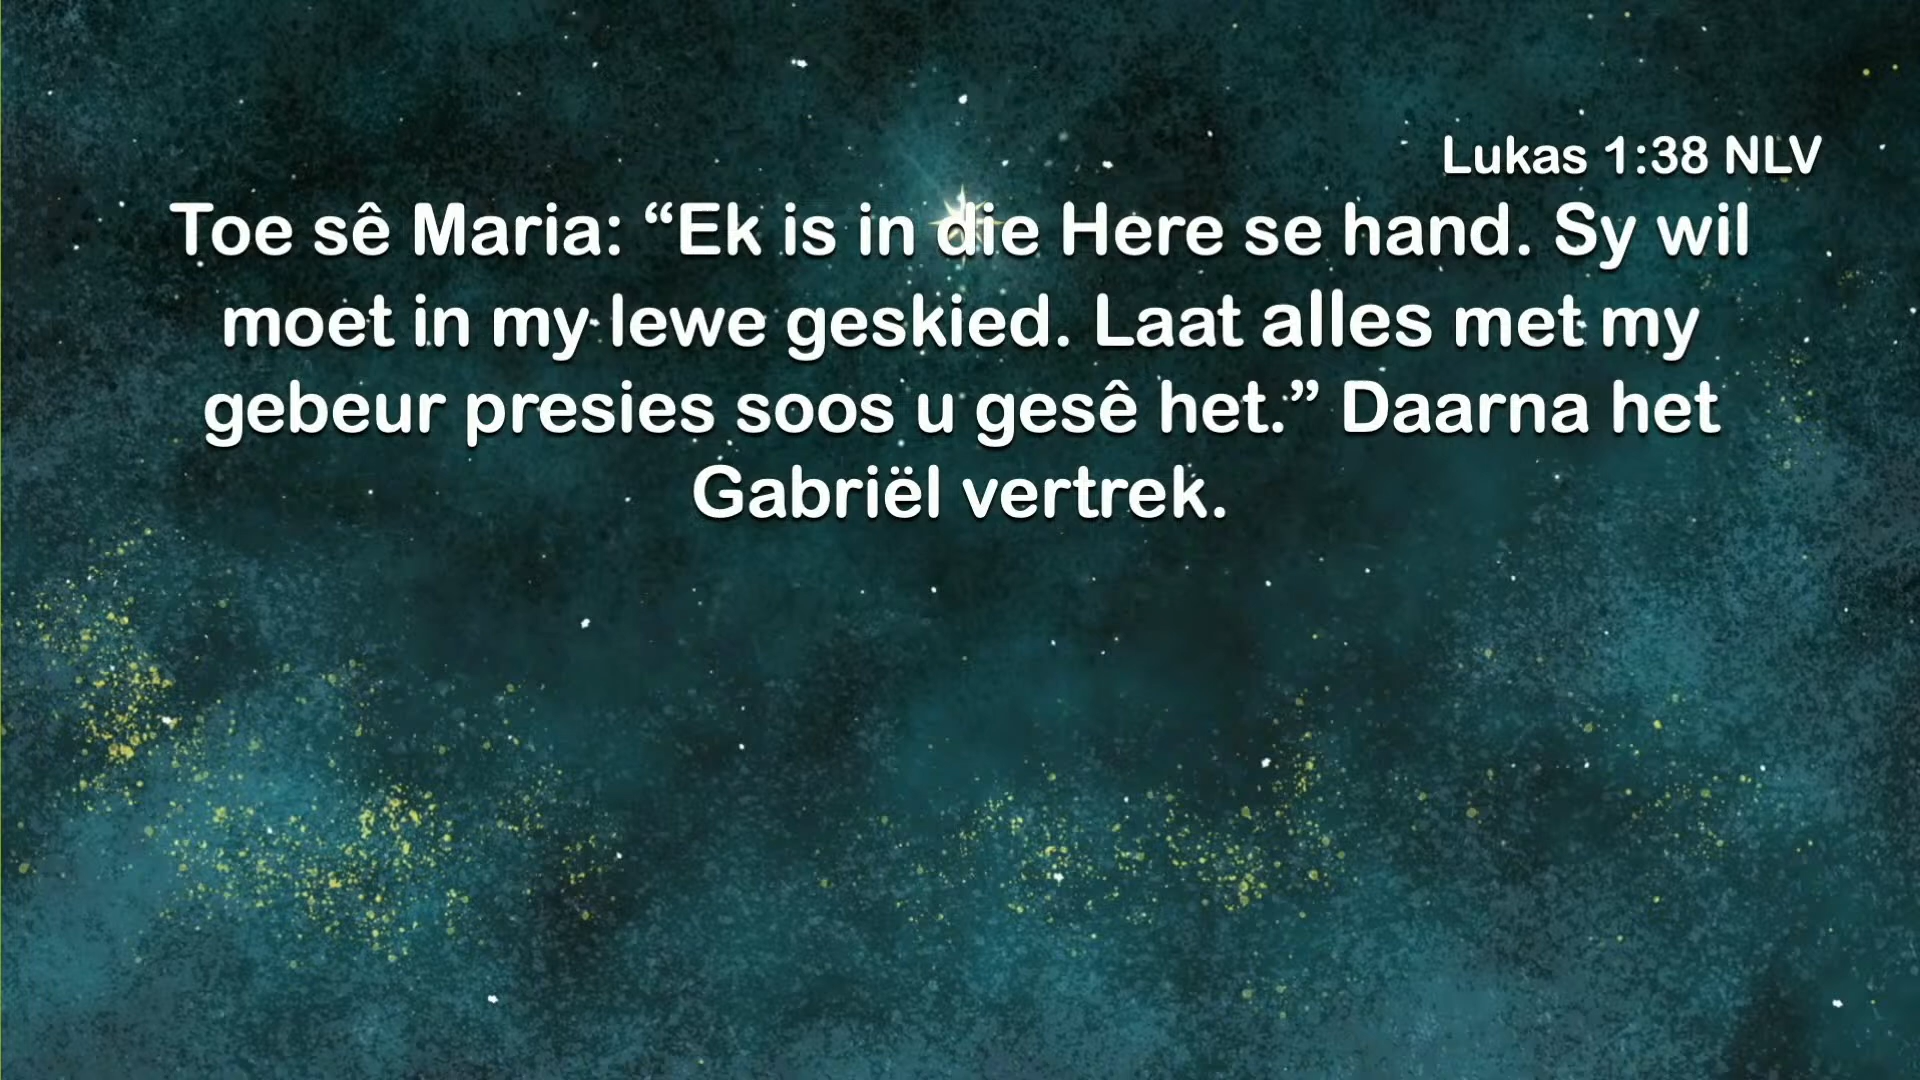 Lukas 1:38 NLV
Toe sê Maria: “Ek is in die Here se hand. Sy wil
moet in my lewe geskied. Laat alles met my
gebeur presies soos u gesê het.” Daarna het
Gabriël vertrek.